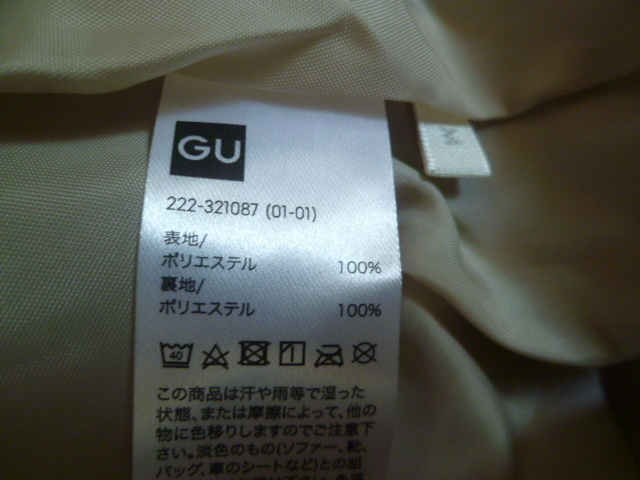 GU
M
222-321087 (01-01)
表地/
ポリエステル 100%
裏地/
ポリエステル 100%
40
この商品は汗や雨等で湿った
状態、または摩擦によって、他の
物に色移りしますのでご注意下
さい。淡色のもの(ソファー、靴、
バッグ、車のシートなど)との組